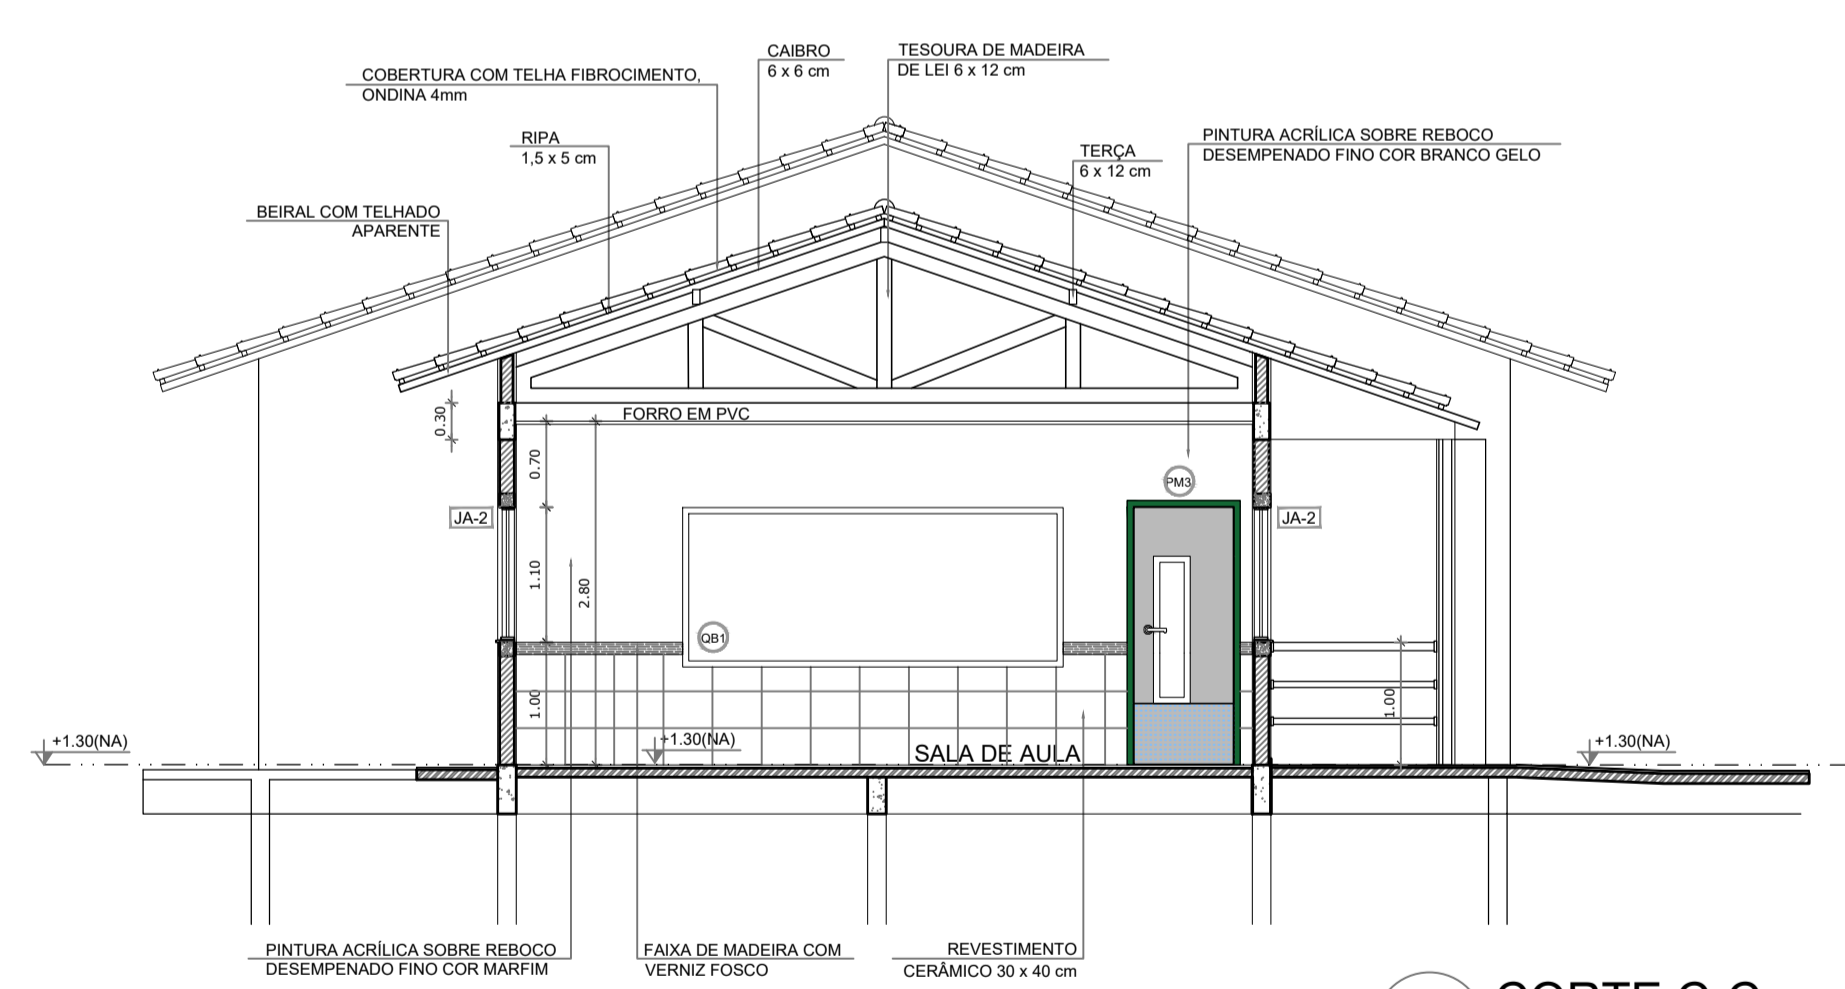 CAIBRO
6 x 6 cm
TESOURA DE MADEIRA
DE LEI 6 x 12 cm
COBERTURA COM TELHA FIBROCIMENTO,
ONDINA 4mm
RIPA
1,5 x 5 cm
TERÇA
6 x 12 cm
PINTURA ACRÍLICA SOBRE REBOCO
DESEMPENADO FINO COR BRANCO GELO
BEIRAL COM TELHADO
APARENTE
0.30
FORRO EM PVC
0.70
PM3
JA-2
JA-2
1.10
2.80
QB1
1.00
1.00
+1.30(NA)
+1.30(NA)
SALA DE AULA
+1.30(NA)
PINTURA ACRÍLICA SOBRE REBOCO
DESEMPENADO FINO COR MARFIM
FAIXA DE MADEIRA COM
VERNIZ FOSCO
REVESTIMENTO
CERÂMICO 30 x 40 cm
CORTE